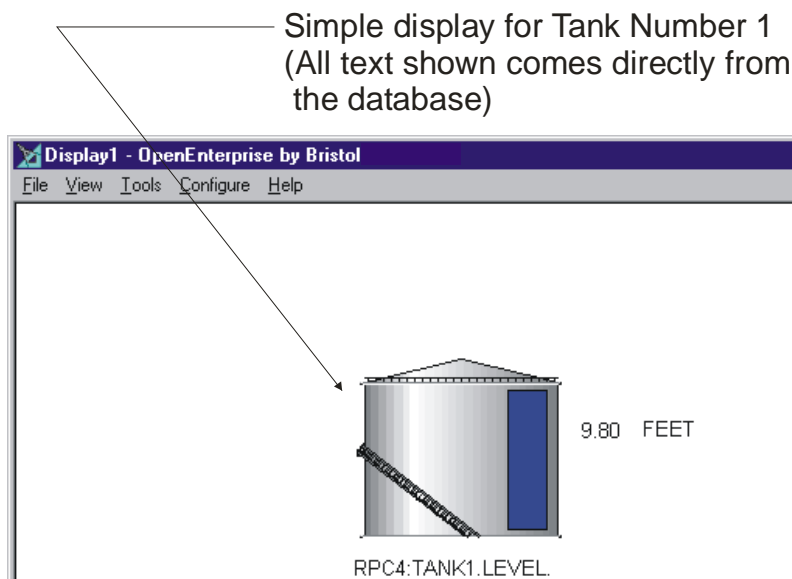 Simple display for Tank Number 1
(All text shown comes directly from
the database)
Display1 - OpenEnterprise by Bristol
File View Tools Configure Help
9.80 FEET
RPC4:TANK1.LEVEL.